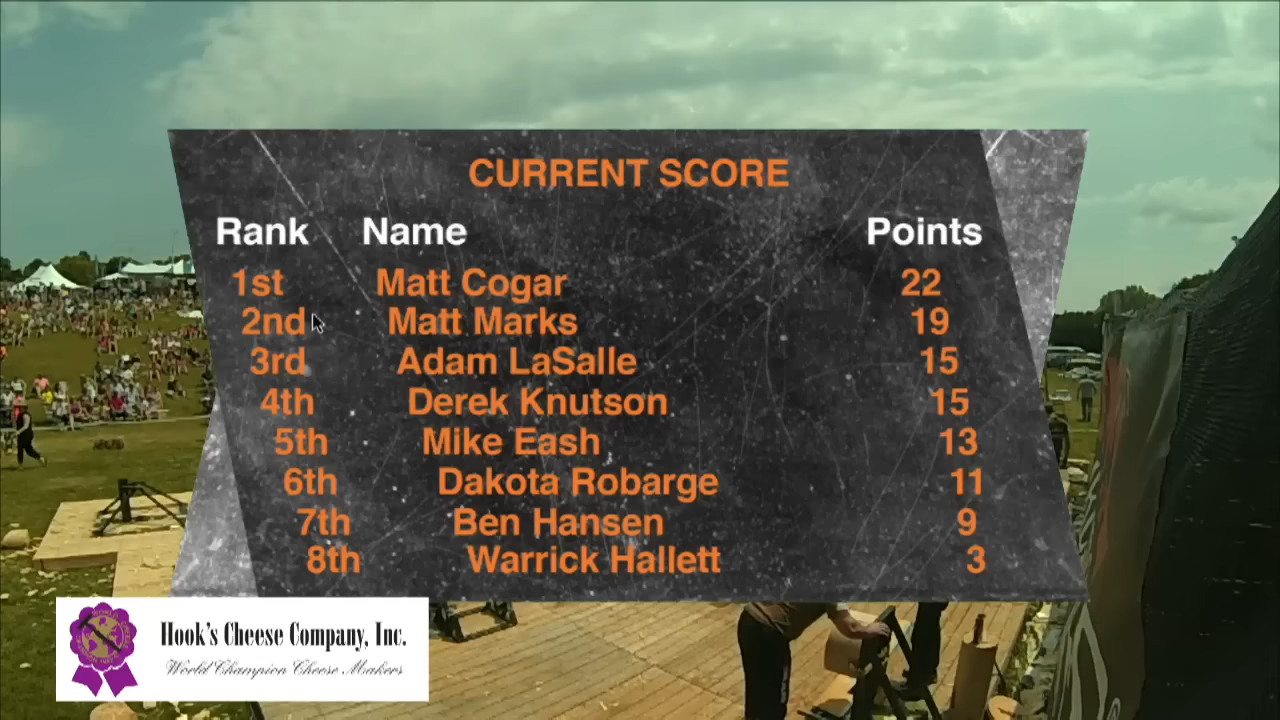 CURRENT SCORE
Rank Name Points
1st Matt Cogar 22
2nd Matt Marks 19
3rd Adam LaSalle 15
4th Derek Knutson 15
5th Mike Eash 13
6th Dakota Robarge 11
7th Ben Hansen 9
8th Warrick Hallett 3
Hook's Cheese Company, Inc.
World Champion Cheese Makers